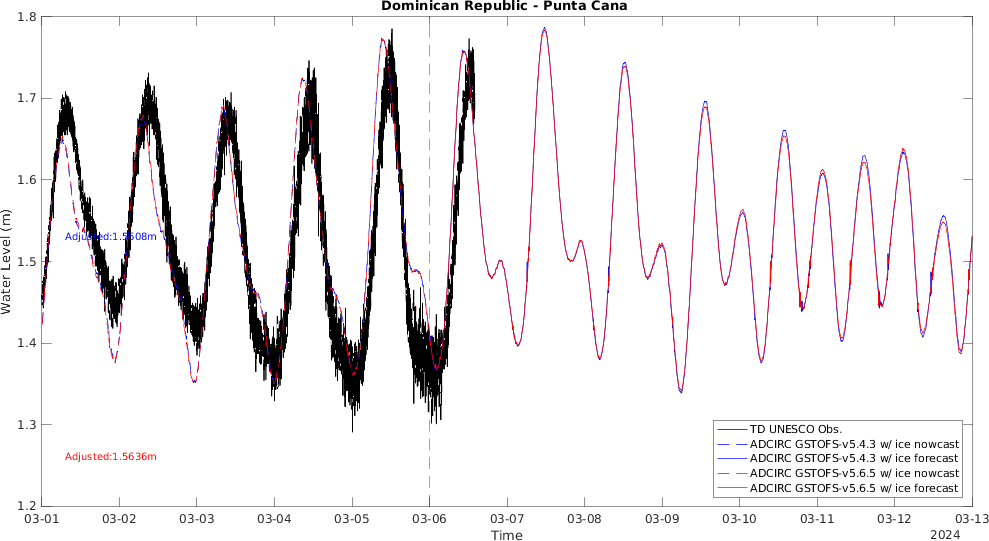 Dominican Republic - Punta Cana
Water Level (m)
1.8
1.7
1.6
1.5
1.4
1.3
1.2
Adjusted:1.5608m
Adjusted:1.5636m
TD UNESCO Obs.
ADCIRC GSTOFS-v5.4.3 w/ ice nowcast
ADCIRC GSTOFS-v5.4.3 w/ ice forecast
ADCIRC GSTOFS-v5.6.5 w/ ice nowcast
ADCIRC GSTOFS-v5.6.5 w/ ice forecast
03-01 03-02 03-03 03-04 03-05 03-06 03-07 03-08 03-09 03-10 03-11 03-12 03-13
Time
2024